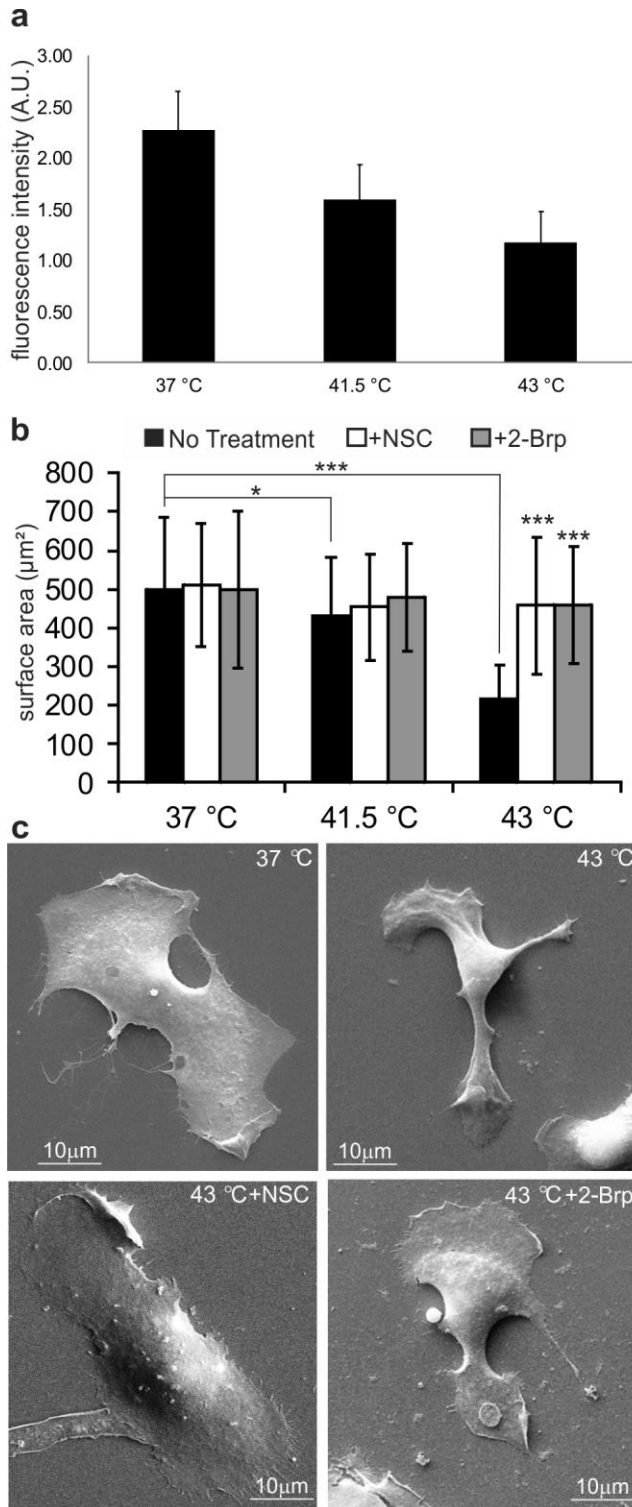 a
fluorescence intensity (A.U.)
3.00
2.50
2.00
1.50
1.00
0.50
0.00
37 °C
41.5 °C
43 °C
b
No Treatment +NSC +2-Brp
surface area (µm²)
800
700
600
500
400
300
200
100
0
***
*
*** ***
37 °C
41.5 °C
43 °C
c
37 °C
10µm
43 °C
10µm
43 °C+NSC
10µm
43 °C+2-Brp
10µm